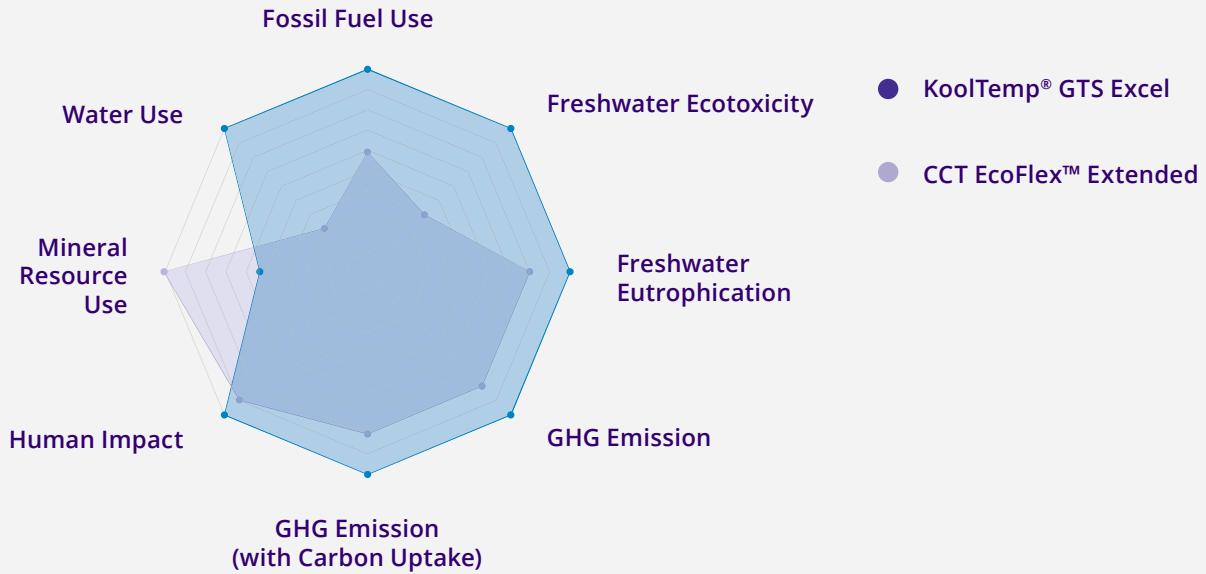 Fossil Fuel Use
Freshwater Ecotoxicity
Freshwater
Eutrophication
GHG Emission
GHG Emission
(with Carbon Uptake)
Human Impact
Mineral
Resource
Use
Water Use
KoolTemp® GTS Excel
CCT EcoFlex™ Extended